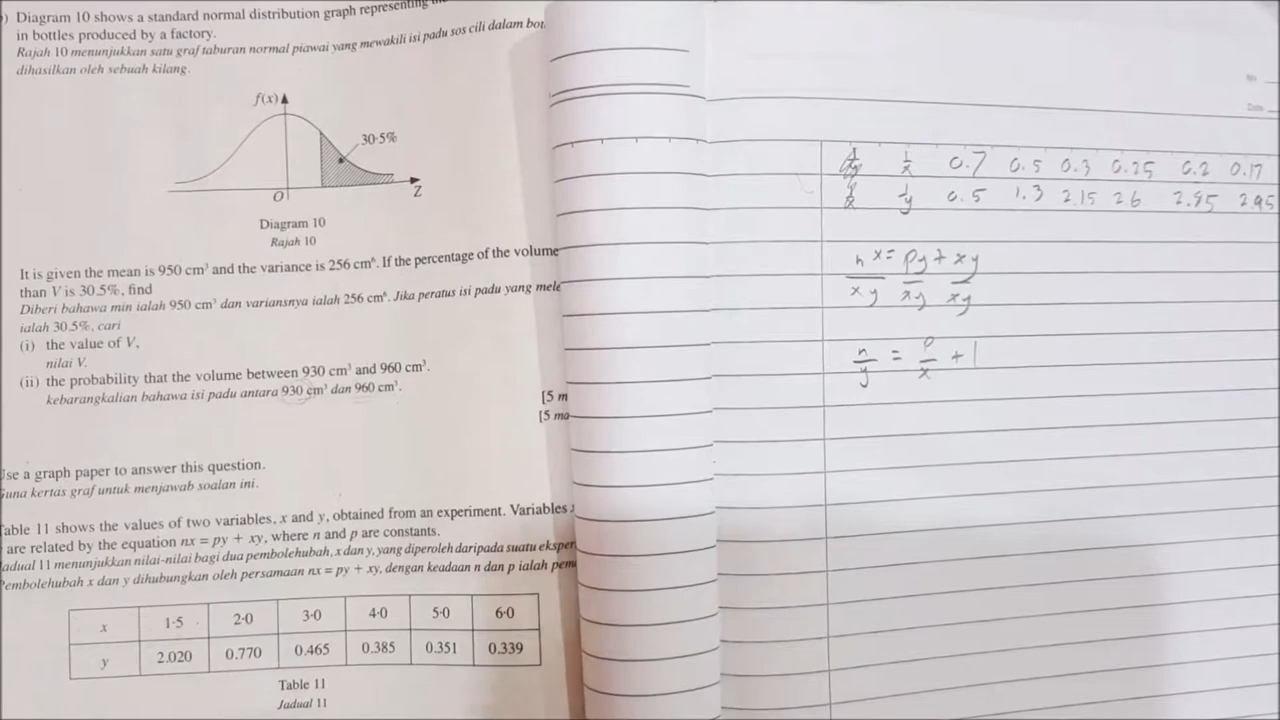 ) Diagram 10 shows a standard normal distribution graph representing
in bottles produced by a factory.
Rajah 10 menunjukkan satu graf taburan normal piawai yang mewakili isi padu sos cili dalam bot
dihasilkan oleh sebuah kilang.
f(x)
30·5%
O
Z
Diagram 10
Rajah 10
It is given the mean is 950 cm³ and the variance is 256 cm⁶. If the percentage of the volume
than V is 30.5%, find
Diberi bahawa min ialah 950 cm³ dan variansnya ialah 256 cm⁶. Jika peratus isi padu yang mele
ialah 30.5%, cari
(i) the value of V,
nilai V.
(ii) the probability that the volume between 930 cm³ and 960 cm³.
kebarangkalian bahawa isi padu antara 930 cm³ dan 960 cm³.
[5 m
[5 ma
Use a graph paper to answer this question.
Guna kertas graf untuk menjawab soalan ini.
Table 11 shows the values of two variables, x and y, obtained from an experiment. Variables
are related by the equation nx = py + xy, where n and p are constants.
Jadual 11 menunjukkan nilai-nilai bagi dua pembolehubah, x dan y, yang diperoleh daripada suatu eksper
Pembolehubah x dan y dihubungkan oleh persamaan nx = py + xy, dengan keadaan n dan p ialah pem
x 1·5 2·0 3·0 4·0 5·0 6·0
y 2.020 0.770 0.465 0.385 0.351 0.339
Table 11
Jadual 11
1/x 0.7 0.5 0.3 0.25 0.2 0.17
1/y 0.5 1.3 2.15 2.6 2.85 2.95
nx/xy = py/xy + xy/xy
n/y = p/x + 1